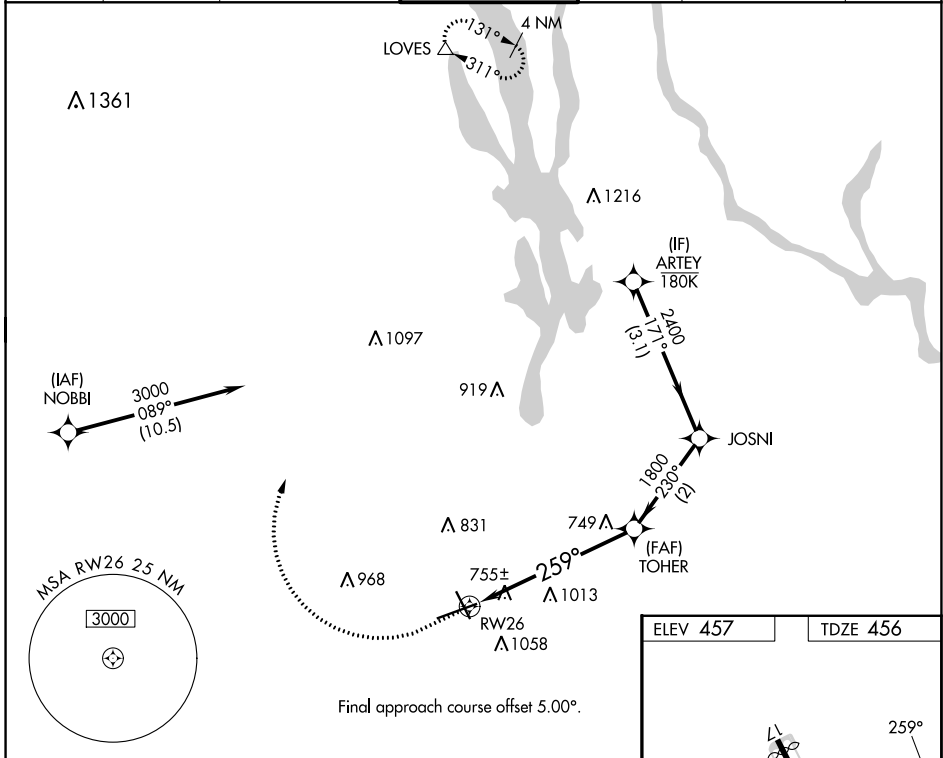 4 NM
131°
LOVES
311°
1361
1216
(IF)
ARTEY
180K
2400
171°
(3.1)
1097
(IAF)
NOBBI
3000
089°
(10.5)
919
JOSNI
1800
230°
(2)
831
749
(FAF)
TOHER
259°
755±
968
1013
RW26
1058
MSA RW26 25 NM
3000
ELEV 457
TDZE 456
Final approach course offset 5.00°.
17
259°